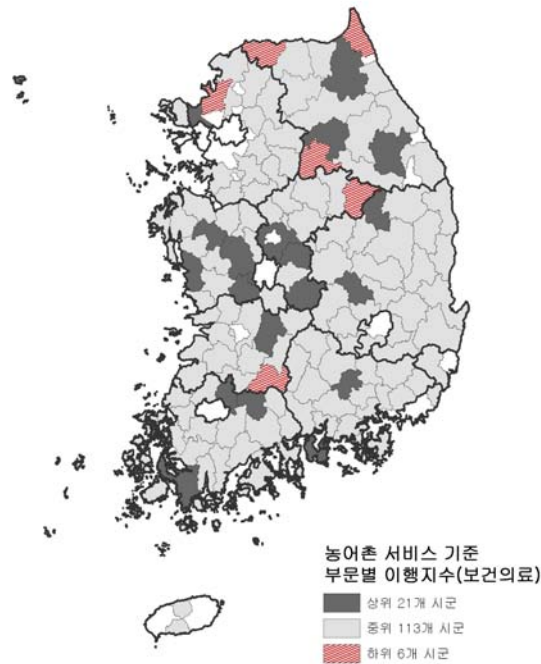 농어촌 서비스 기준
부문별 이행지수(보건의료)
상위 21개 시군
중위 113개 시군
하위 6개 시군